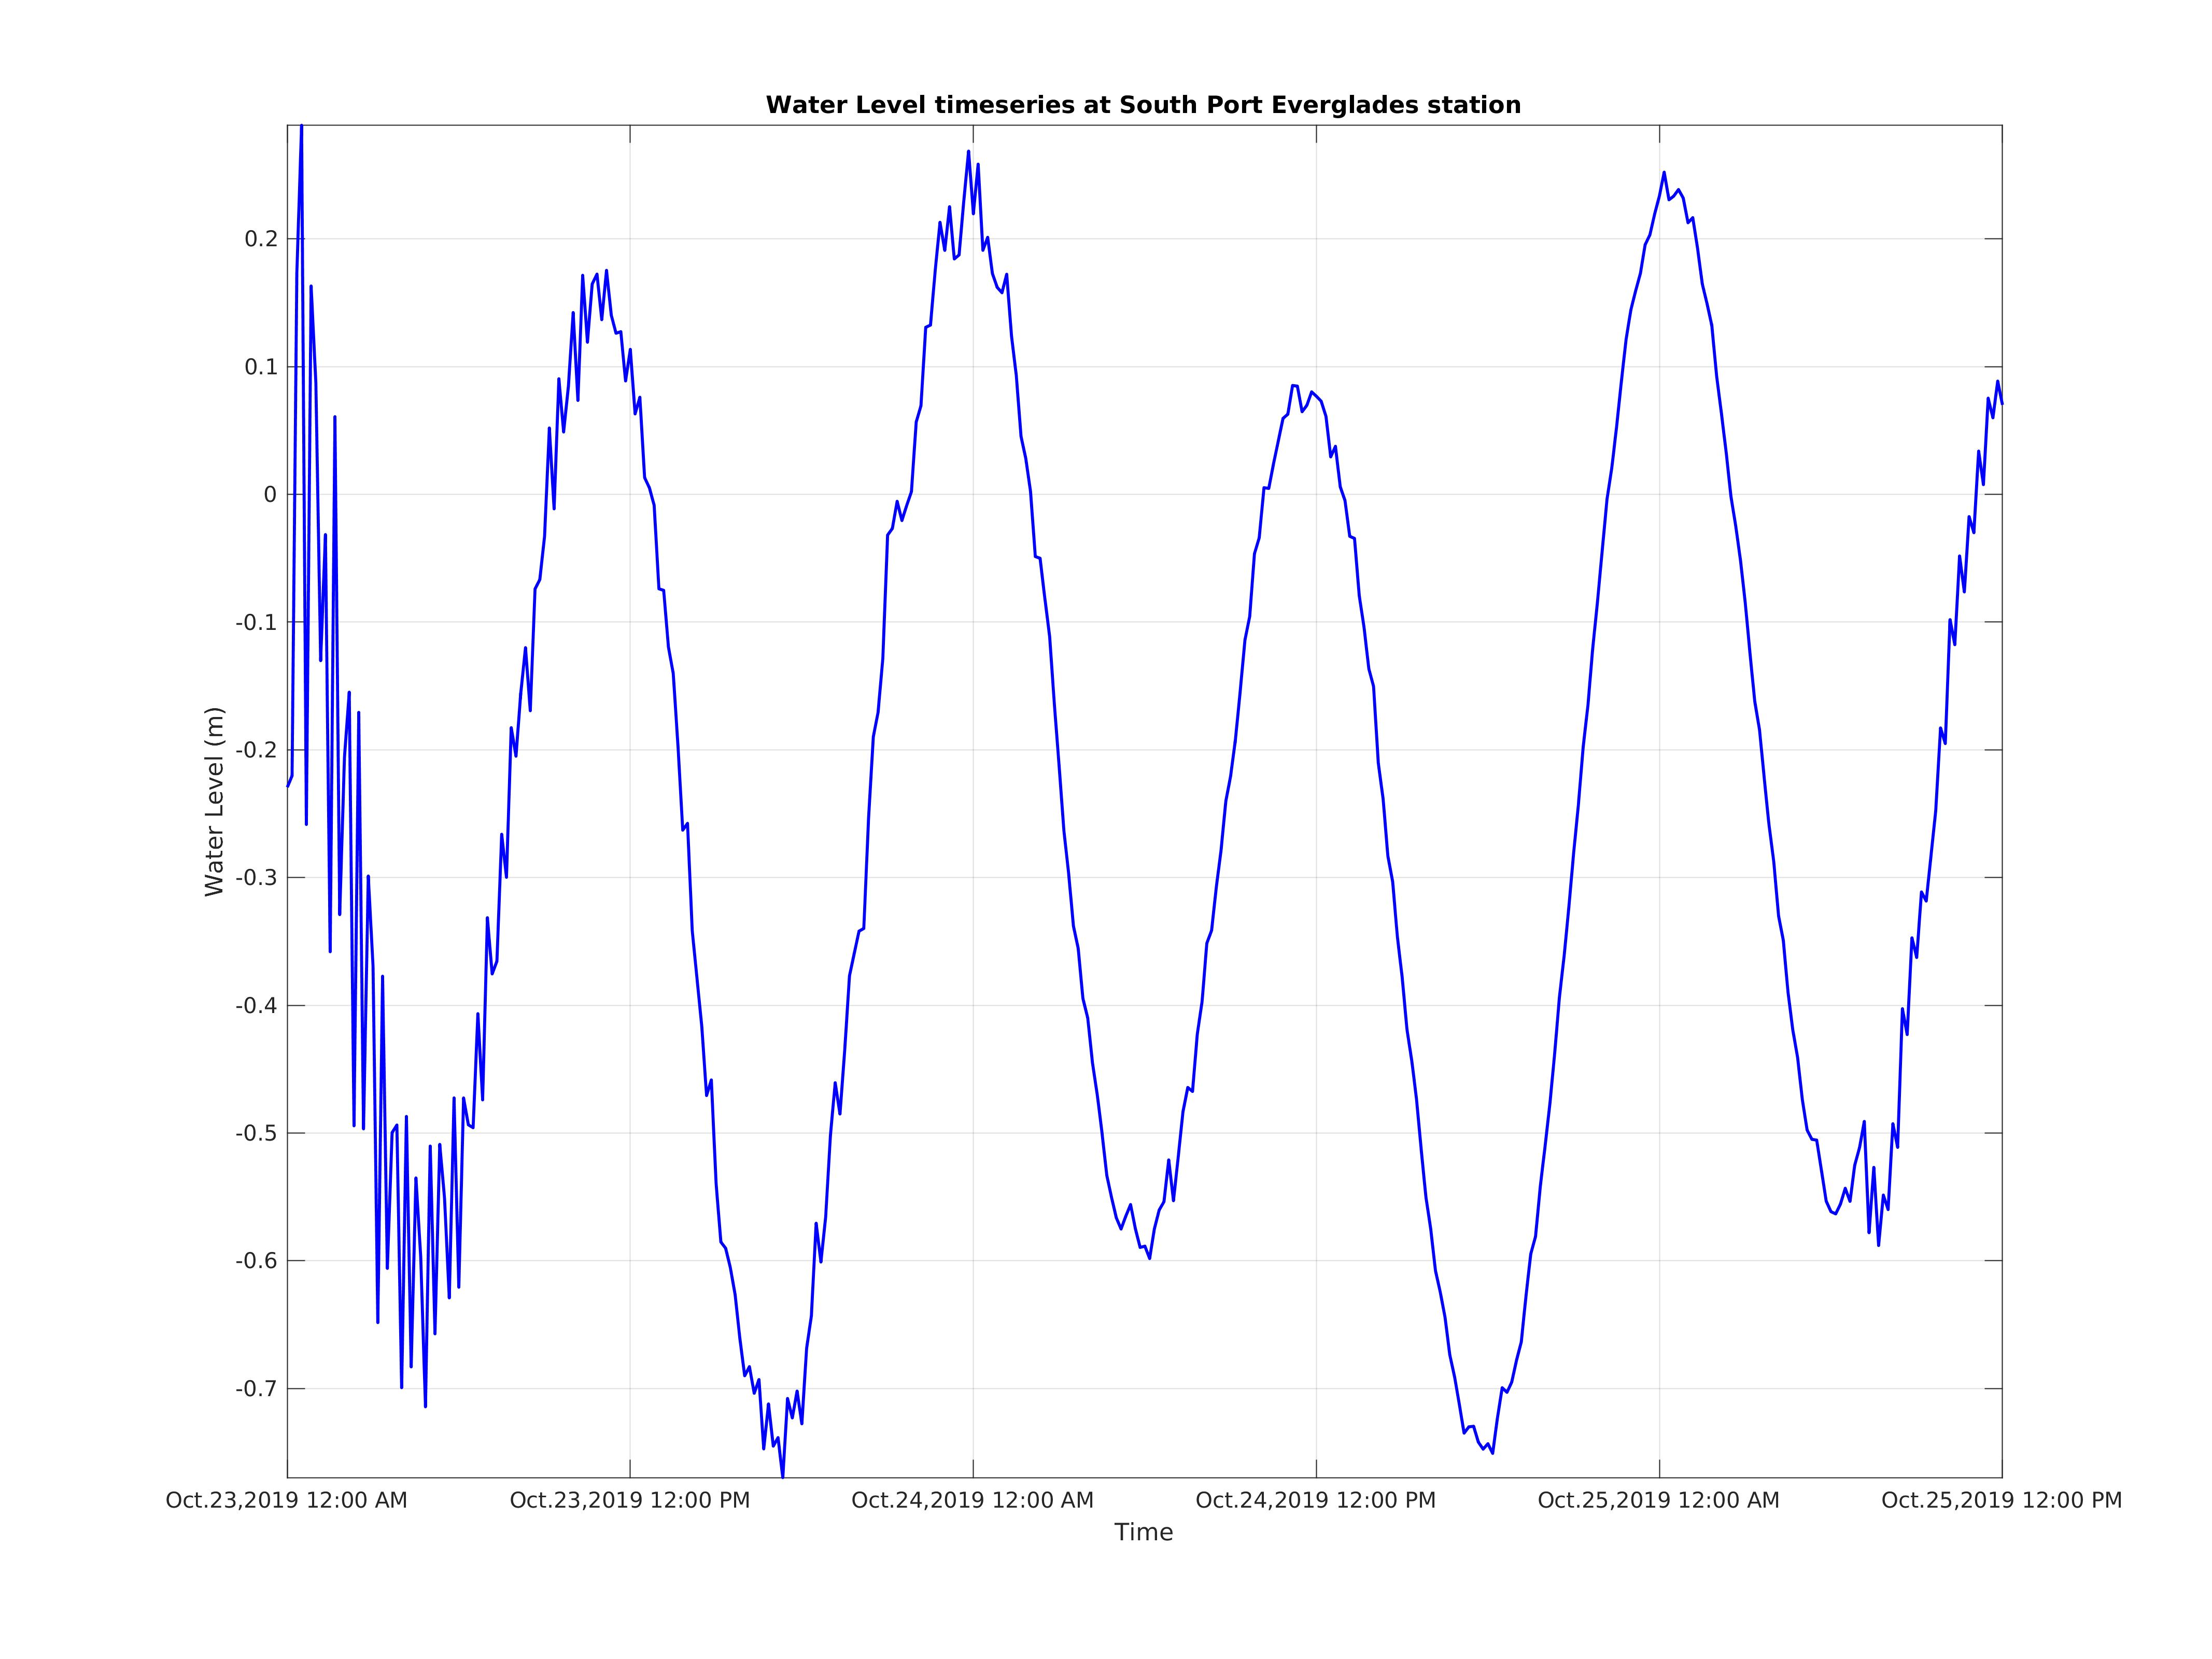 Water Level timeseries at South Port Everglades station
Water Level (m)
0.2
0.1
0
-0.1
-0.2
-0.3
-0.4
-0.5
-0.6
-0.7
Oct.23,2019 12:00 AM
Oct.23,2019 12:00 PM
Oct.24,2019 12:00 AM
Oct.24,2019 12:00 PM
Oct.25,2019 12:00 AM
Oct.25,2019 12:00 PM
Time